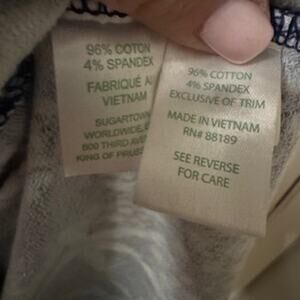 96% COTON
4% SPANDEX
FABRIQUÉ AU
VIETNAM
SUGARTOWN
WORLDWIDE,
800 THIRD AVE
KING OF PRUSS
96% COTTON
4% SPANDEX
EXCLUSIVE OF TRIM
MADE IN VIETNAM
RN# 88189
SEE REVERSE
FOR CARE